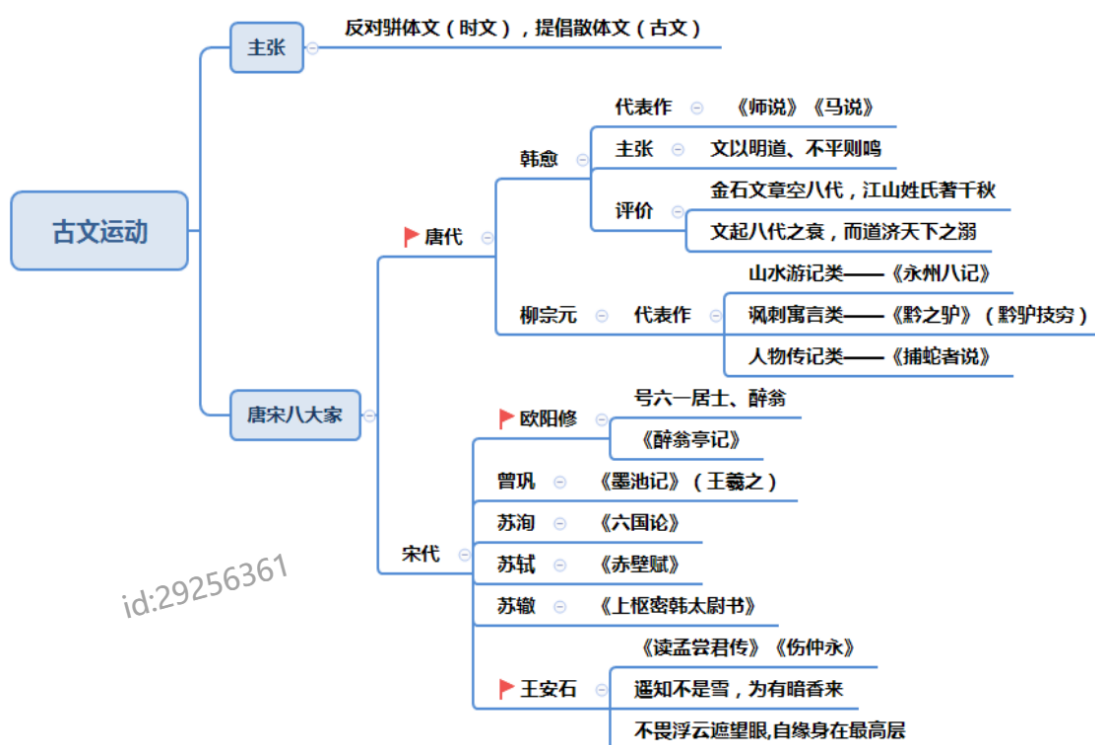 古文运动
主张
反对骈体文（时文），提倡散体文（古文）
唐宋八大家
唐代
韩愈
代表作
《师说》《马说》
主张
文以明道、不平则鸣
评价
金石文章空八代，江山姓氏著千秋
文起八代之衰，而道济天下之溺
柳宗元
代表作
山水游记类——《永州八记》
讽刺寓言类——《黔之驴》（黔驴技穷）
人物传记类——《捕蛇者说》
宋代
欧阳修
号六一居士、醉翁
《醉翁亭记》
曾巩
《墨池记》（王羲之）
苏洵
《六国论》
苏轼
《赤壁赋》
苏辙
《上枢密韩太尉书》
王安石
《读孟尝君传》《伤仲永》
遥知不是雪，为有暗香来
不畏浮云遮望眼,自缘身在最高层
id:29256361